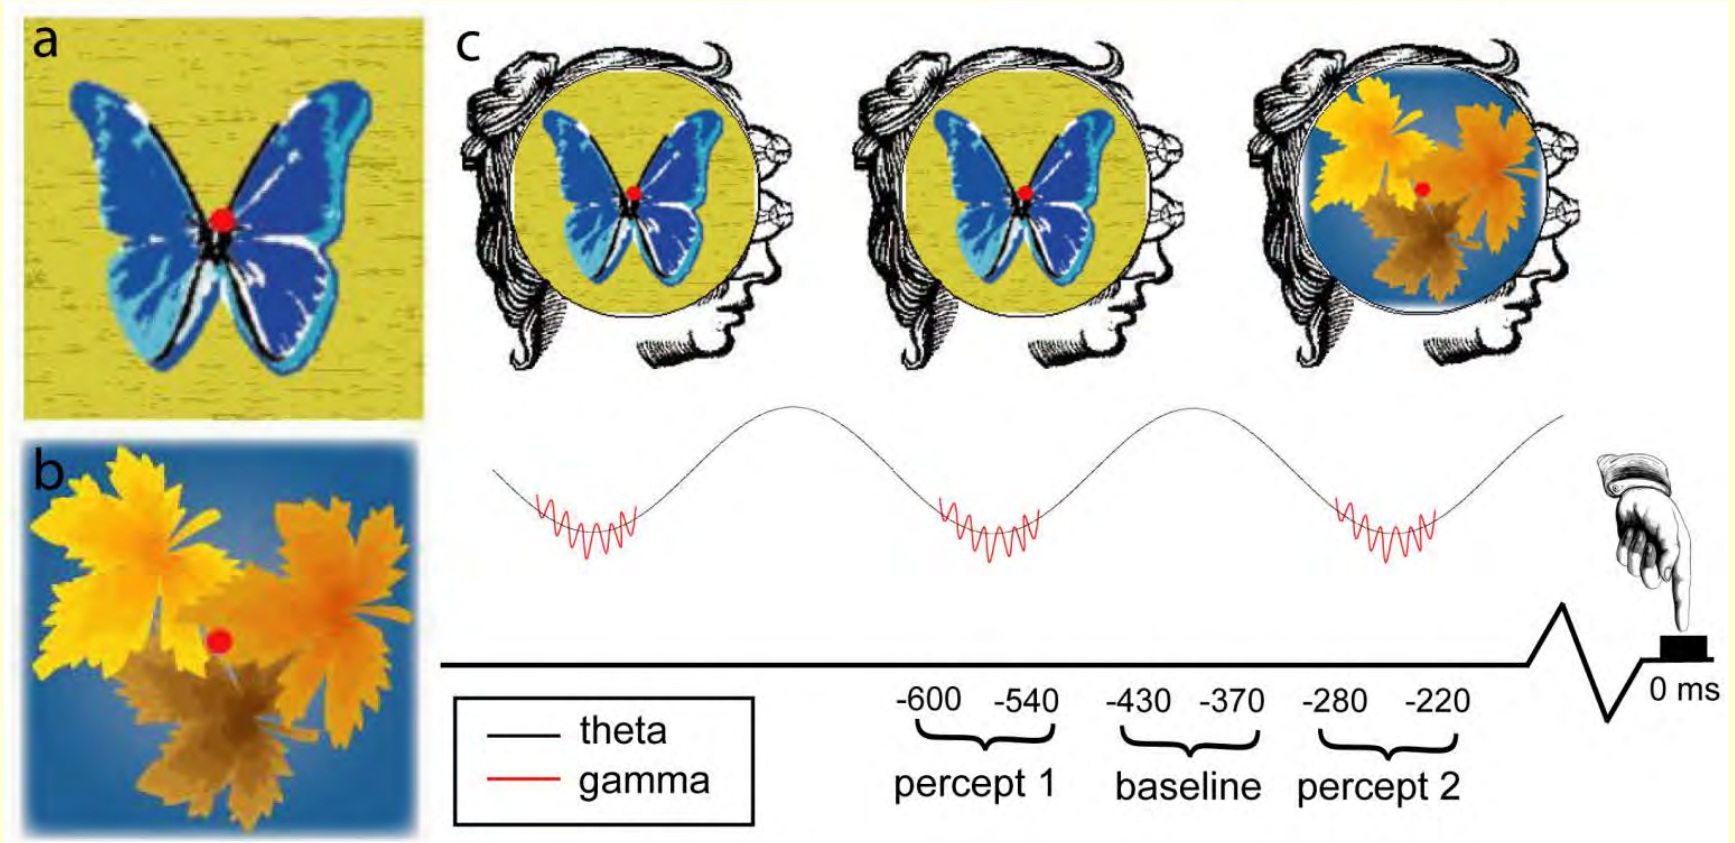 a
c
b
theta
gamma
-600 -540 -430 -370 -280 -220 0 ms
percept 1 baseline percept 2